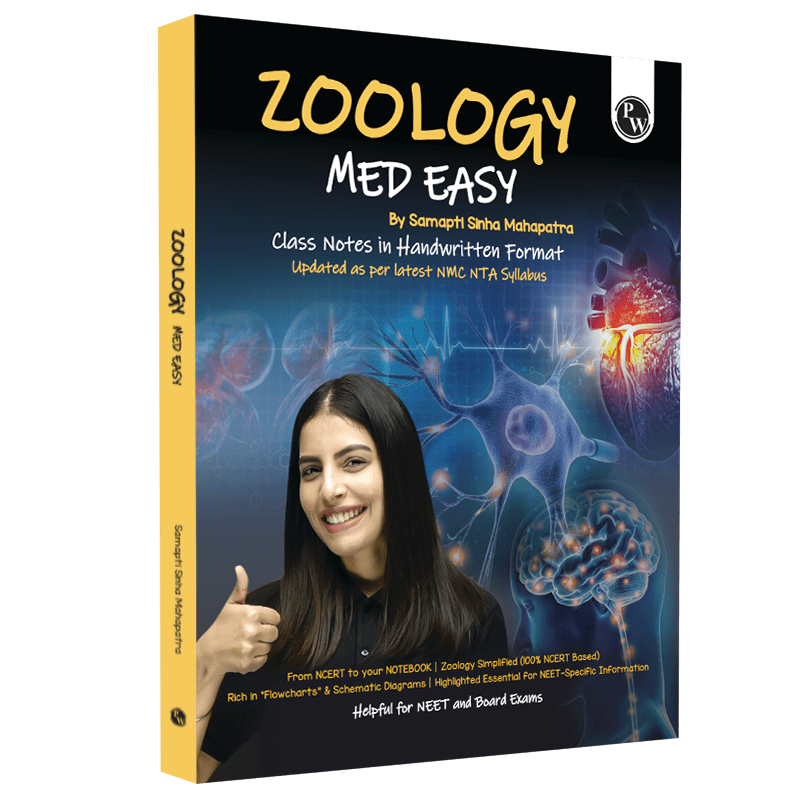 ZOOLOGY
MED EASY
By Samapti Sinha Mahapatra
Class Notes in Handwritten Format
Updated as per latest NMC NTA Syllabus
PW
From NCERT to your NOTEBOOK | Zoology Simplified (100% NCERT Based)
Rich in "Flowcharts" & Schematic Diagrams | Highlighted Essential for NEET-Specific Information
Helpful for NEET and Board Exams
ZOOLOGY MED EASY
Samapti Sinha Mahapatra
PW